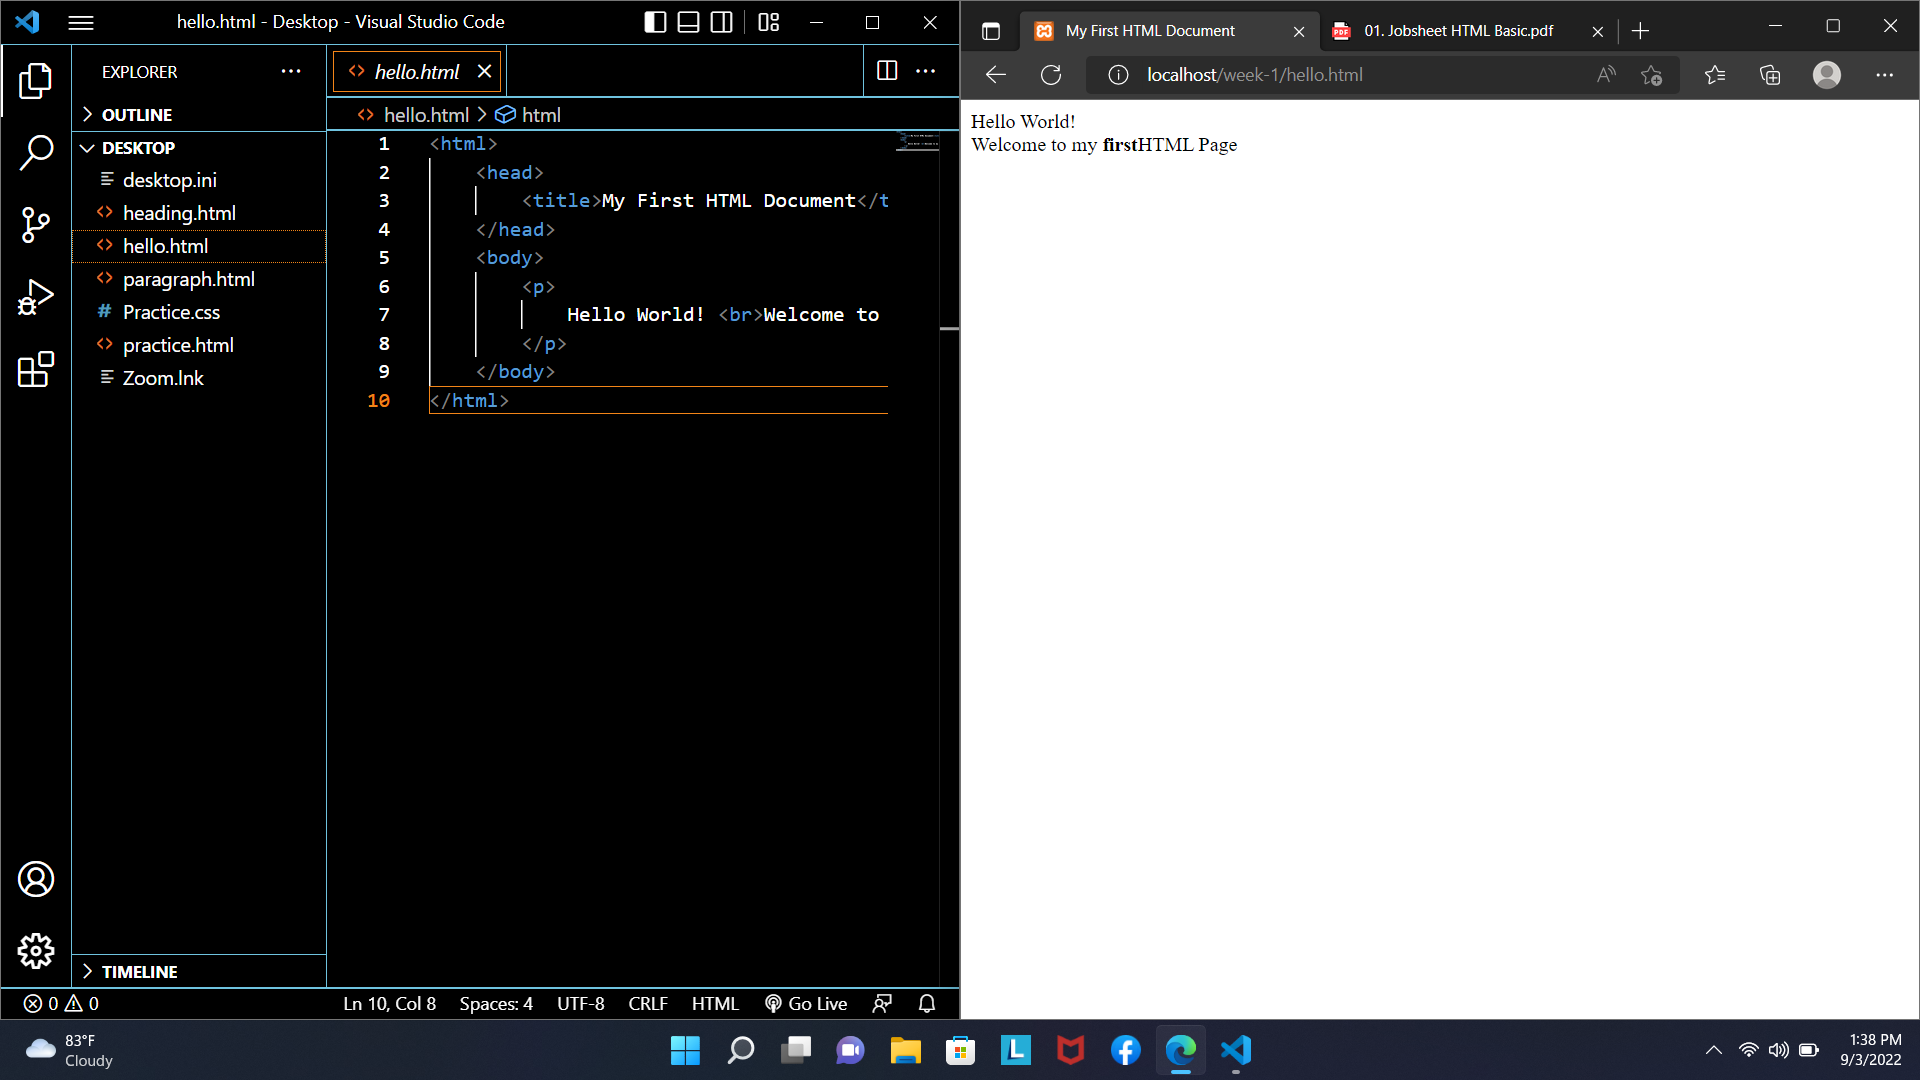 hello.html - Desktop - Visual Studio Code
EXPLORER
OUTLINE
DESKTOP
desktop.ini
heading.html
hello.html
paragraph.html
# Practice.css
practice.html
Zoom.lnk
TIMELINE
hello.html
hello.html > html
1 <html>
2 <head>
3 <title>My First HTML Document</t
4 </head>
5 <body>
6 <p>
7 Hello World! <br>Welcome to
8 </p>
9 </body>
10 </html>
0 0
Ln 10, Col 8 Spaces: 4 UTF-8 CRLF HTML Go Live
My First HTML Document
PDF 01. Jobsheet HTML Basic.pdf
localhost/week-1/hello.html
Hello World!
Welcome to my firstHTML Page
83°F
Cloudy
L
1:38 PM
9/3/2022